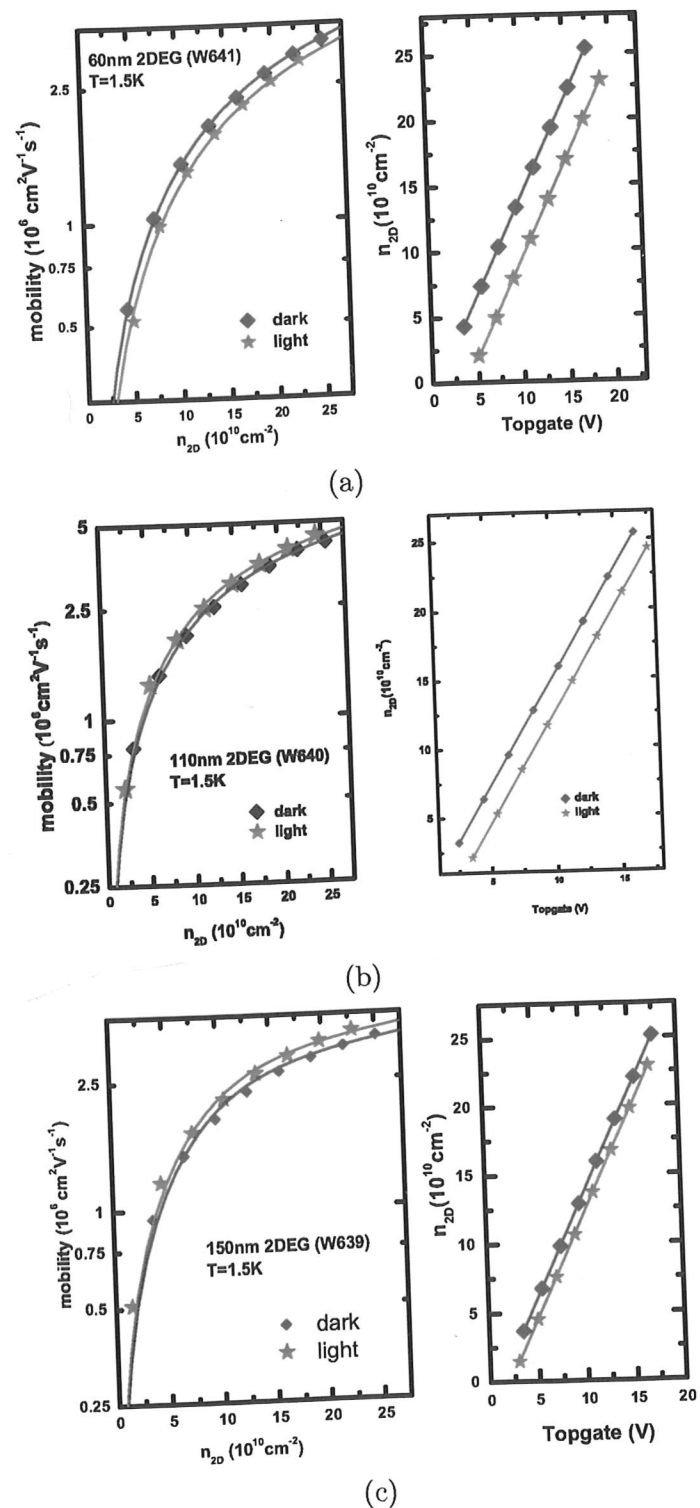 60nm 2DEG (W641)
T=1.5K
2.5
1
0.75
0.5
mobility (10⁶ cm²V⁻¹s⁻¹)
dark
light
0 5 10 15 20 25
n2D (10¹⁰cm⁻²)
25
20
15
10
5
0
n2D(10¹⁰cm⁻²)
0 5 10 15 20
Topgate (V)
(a)
5
2.5
1
0.75
0.5
0.25
mobility (10⁶cm²V⁻¹s⁻¹)
110nm 2DEG (W640)
T=1.5K
dark
light
0 5 10 15 20 25
n2D (10¹⁰cm⁻²)
25
20
15
10
5
n2D(10¹⁰cm⁻²)
dark
light
5 10 15
Topgate (V)
(b)
2.5
1
0.75
0.5
0.25
mobility (10⁶ cm²V⁻¹s⁻¹)
150nm 2DEG (W639)
T=1.5K
dark
light
0 5 10 15 20 25
n2D (10¹⁰cm⁻²)
25
20
15
10
5
0
n2D(10¹⁰cm⁻²)
0 5 10 15 20
Topgate (V)
(c)